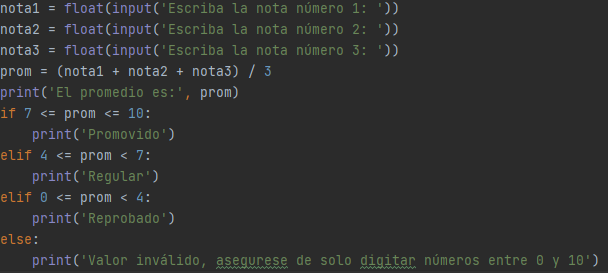 nota1 = float(input('Escriba la nota número 1: '))
nota2 = float(input('Escriba la nota número 2: '))
nota3 = float(input('Escriba la nota número 3: '))
prom = (nota1 + nota2 + nota3) / 3
print('El promedio es:', prom)
if 7 <= prom <= 10:
    print('Promovido')
elif 4 <= prom < 7:
    print('Regular')
elif 0 <= prom < 4:
    print('Reprobado')
else:
    print('Valor inválido, asegurese de solo digitar números entre 0 y 10')